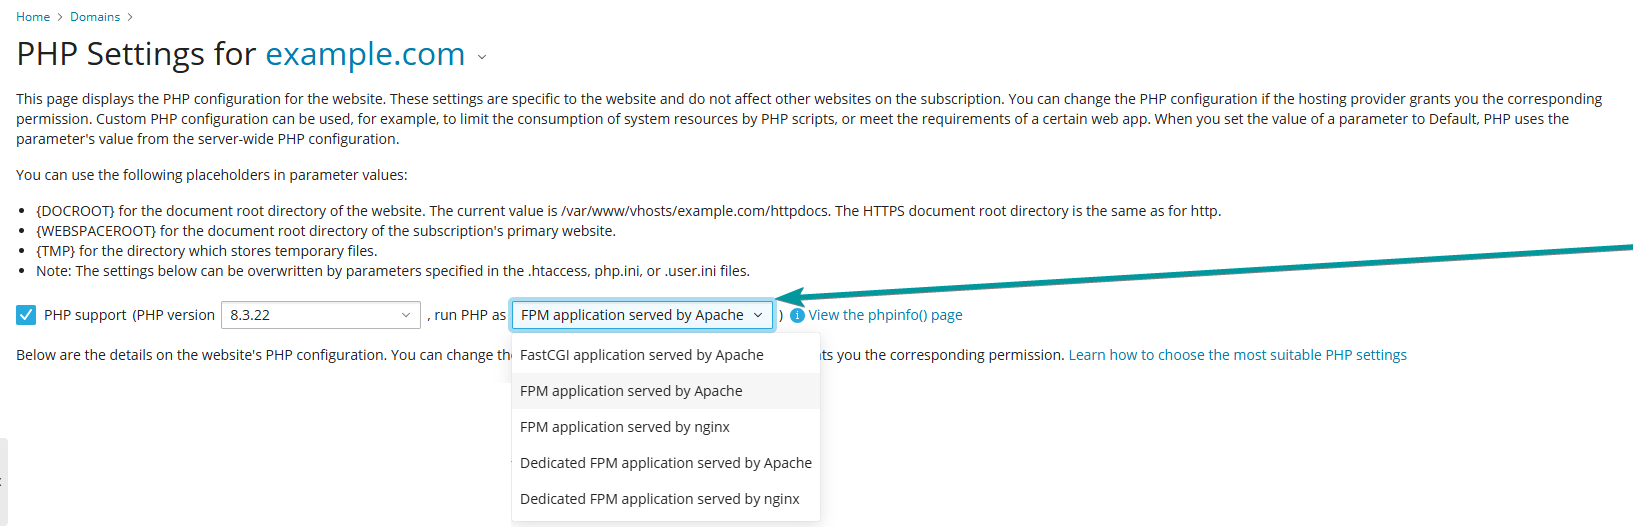 Home > Domains >
PHP Settings for example.com
This page displays the PHP configuration for the website. These settings are specific to the website and do not affect other websites on the subscription. You can change the PHP configuration if the hosting provider grants you the corresponding
permission. Custom PHP configuration can be used, for example, to limit the consumption of system resources by PHP scripts, or meet the requirements of a certain web app. When you set the value of a parameter to Default, PHP uses the
parameter's value from the server-wide PHP configuration.
You can use the following placeholders in parameter values:
• {DOCROOT} for the document root directory of the website. The current value is /var/www/vhosts/example.com/httpdocs. The HTTPS document root directory is the same as for http.
• {WEBSPACEROOT} for the document root directory of the subscription's primary website.
• {TMP} for the directory which stores temporary files.
• Note: The settings below can be overwritten by parameters specified in the .htaccess, php.ini, or .user.ini files.
PHP support (PHP version 8.3.22 , run PHP as FPM application served by Apache ) View the phpinfo() page
Below are the details on the website's PHP configuration. You can change you the corresponding permission. Learn how to choose the most suitable PHP settings
FastCGI application served by Apache
FPM application served by Apache
FPM application served by nginx
Dedicated FPM application served by Apache
Dedicated FPM application served by nginx